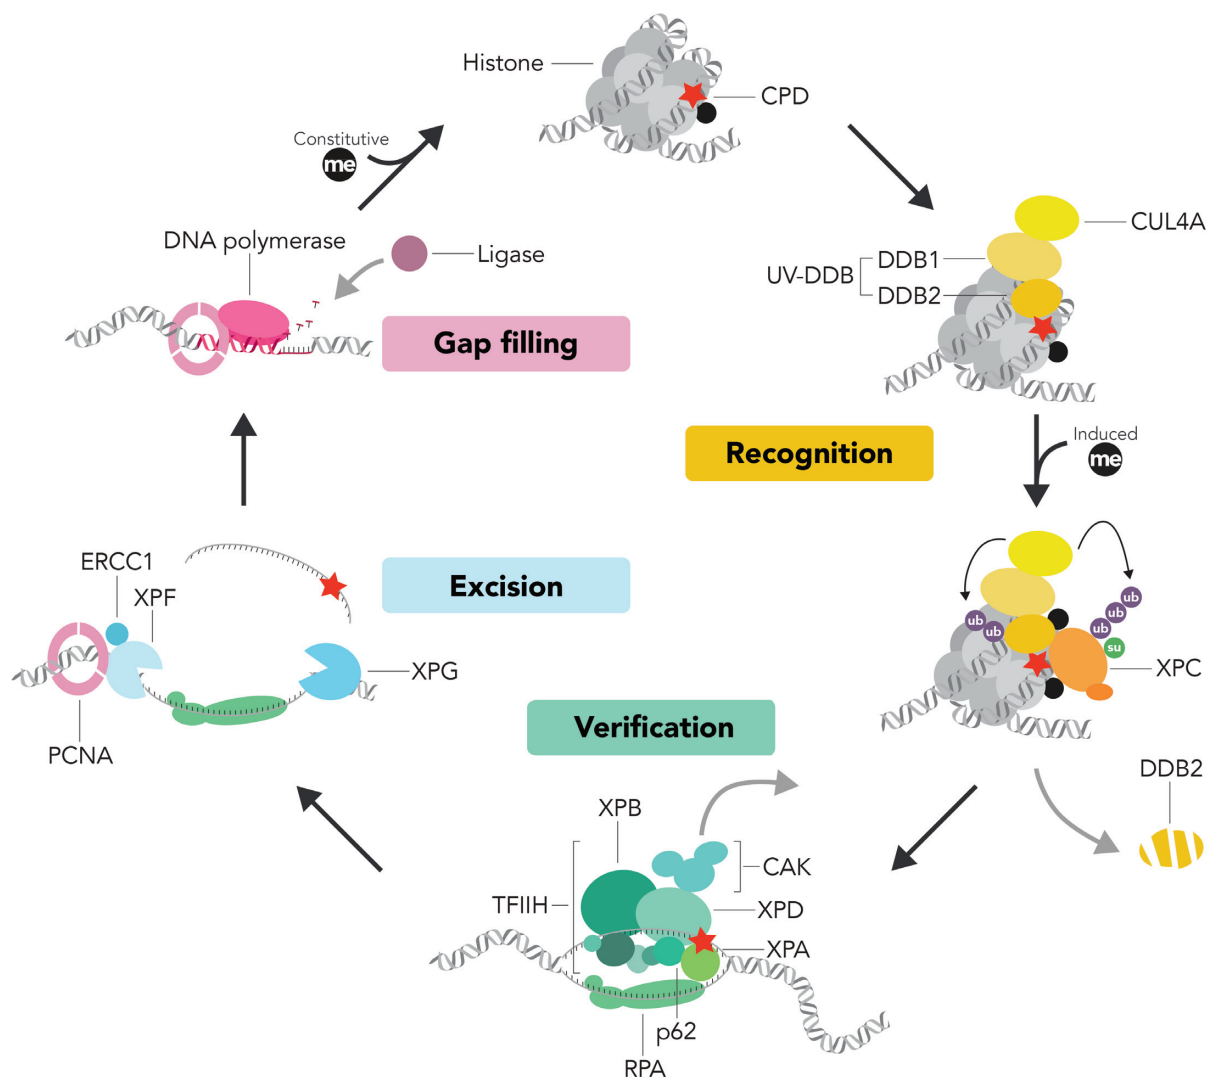 Histone
CPD
Constitutive
me
CUL4A
DNA polymerase
Ligase
UV-DDB
DDB1
DDB2
Gap filling
Recognition
Induced
me
ERCC1
XPF
Excision
ub
ub
ub
ub
ub
su
XPC
XPG
PCNA
Verification
DDB2
XPB
CAK
TFIIH
XPD
XPA
p62
RPA